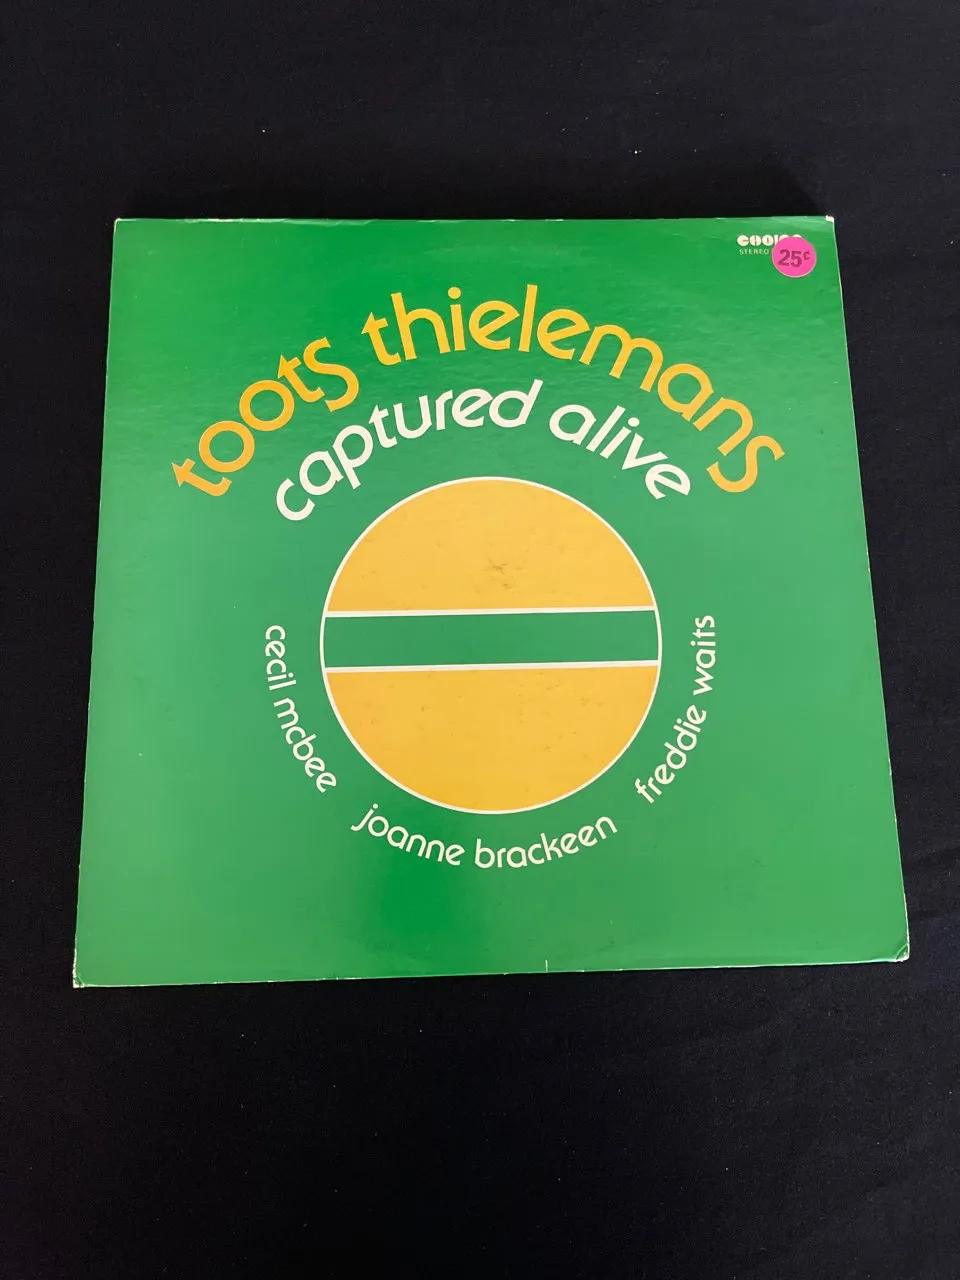 STEREO
25¢
toots thielemans
captured alive
cecil mcbee
joanne brackeen
freddie waits